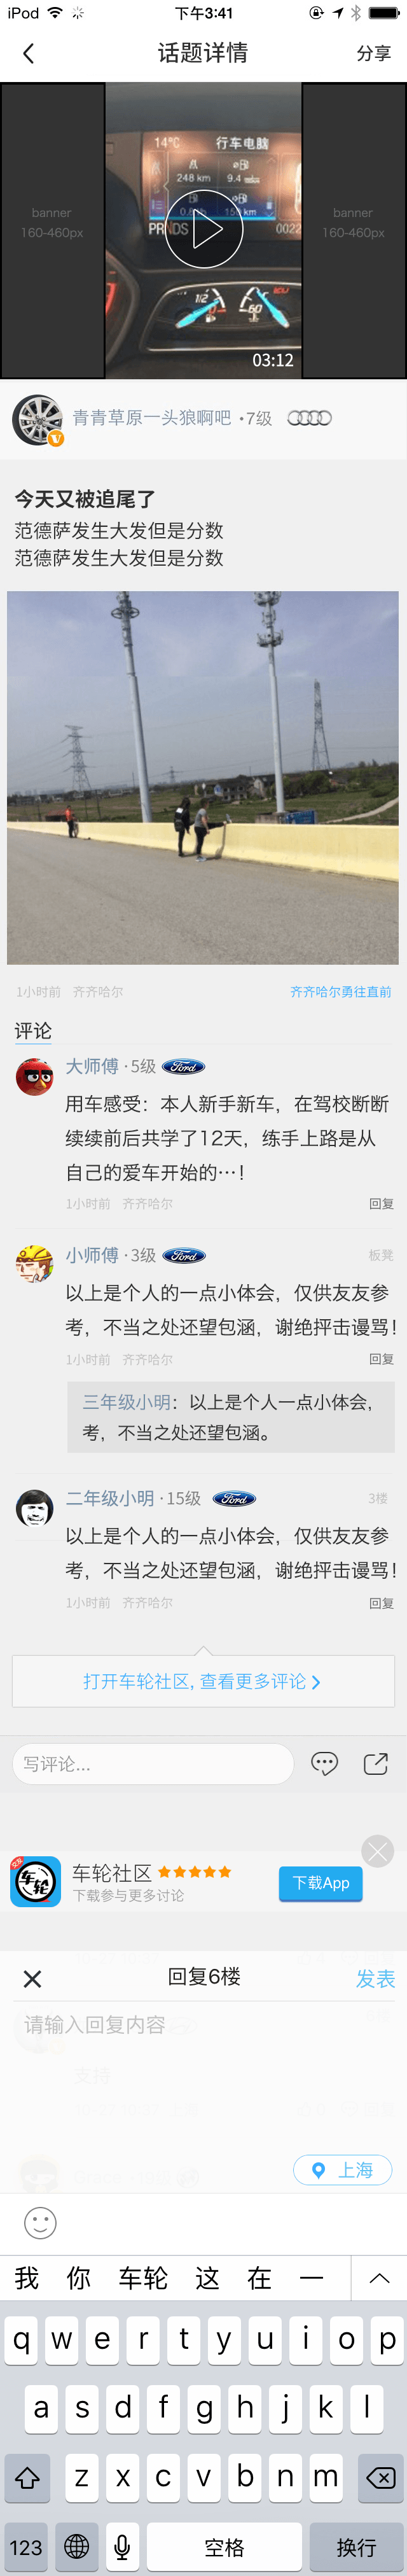 iPod 下午3:41
话题详情 分享
banner
160-460px
banner
160-460px
14°C 行车电脑
248 km 9.4
PRNDS 0022
03:12
青青草原一头狼啊吧 ·7级
今天又被追尾了
范德萨发生大发但是分数
范德萨发生大发但是分数
1小时前 齐齐哈尔 齐齐哈尔勇往直前
评论
大师傅 ·5级 Ford
用车感受：本人新手新车，在驾校断断
续续前后共学了12天，练手上路是从
自己的爱车开始的…！
1小时前 齐齐哈尔 回复
小师傅 ·3级 Ford 板凳
以上是个人的一点小体会，仅供友友参
考，不当之处还望包涵，谢绝抨击谩骂！
1小时前 齐齐哈尔 回复
三年级小明：以上是个人一点小体会，
考，不当之处还望包涵。
二年级小明 ·15级 Ford 3楼
以上是个人的一点小体会，仅供友友参
考，不当之处还望包涵，谢绝抨击谩骂！
1小时前 齐齐哈尔 回复
打开车轮社区, 查看更多评论
写评论...
车轮
车轮社区
下载参与更多讨论
下载App
回复6楼 发表
请输入回复内容
支持
上海
我 你 车轮 这 在 一
q w e r t y u i o p
a s d f g h j k l
z x c v b n m
123 空格 换行